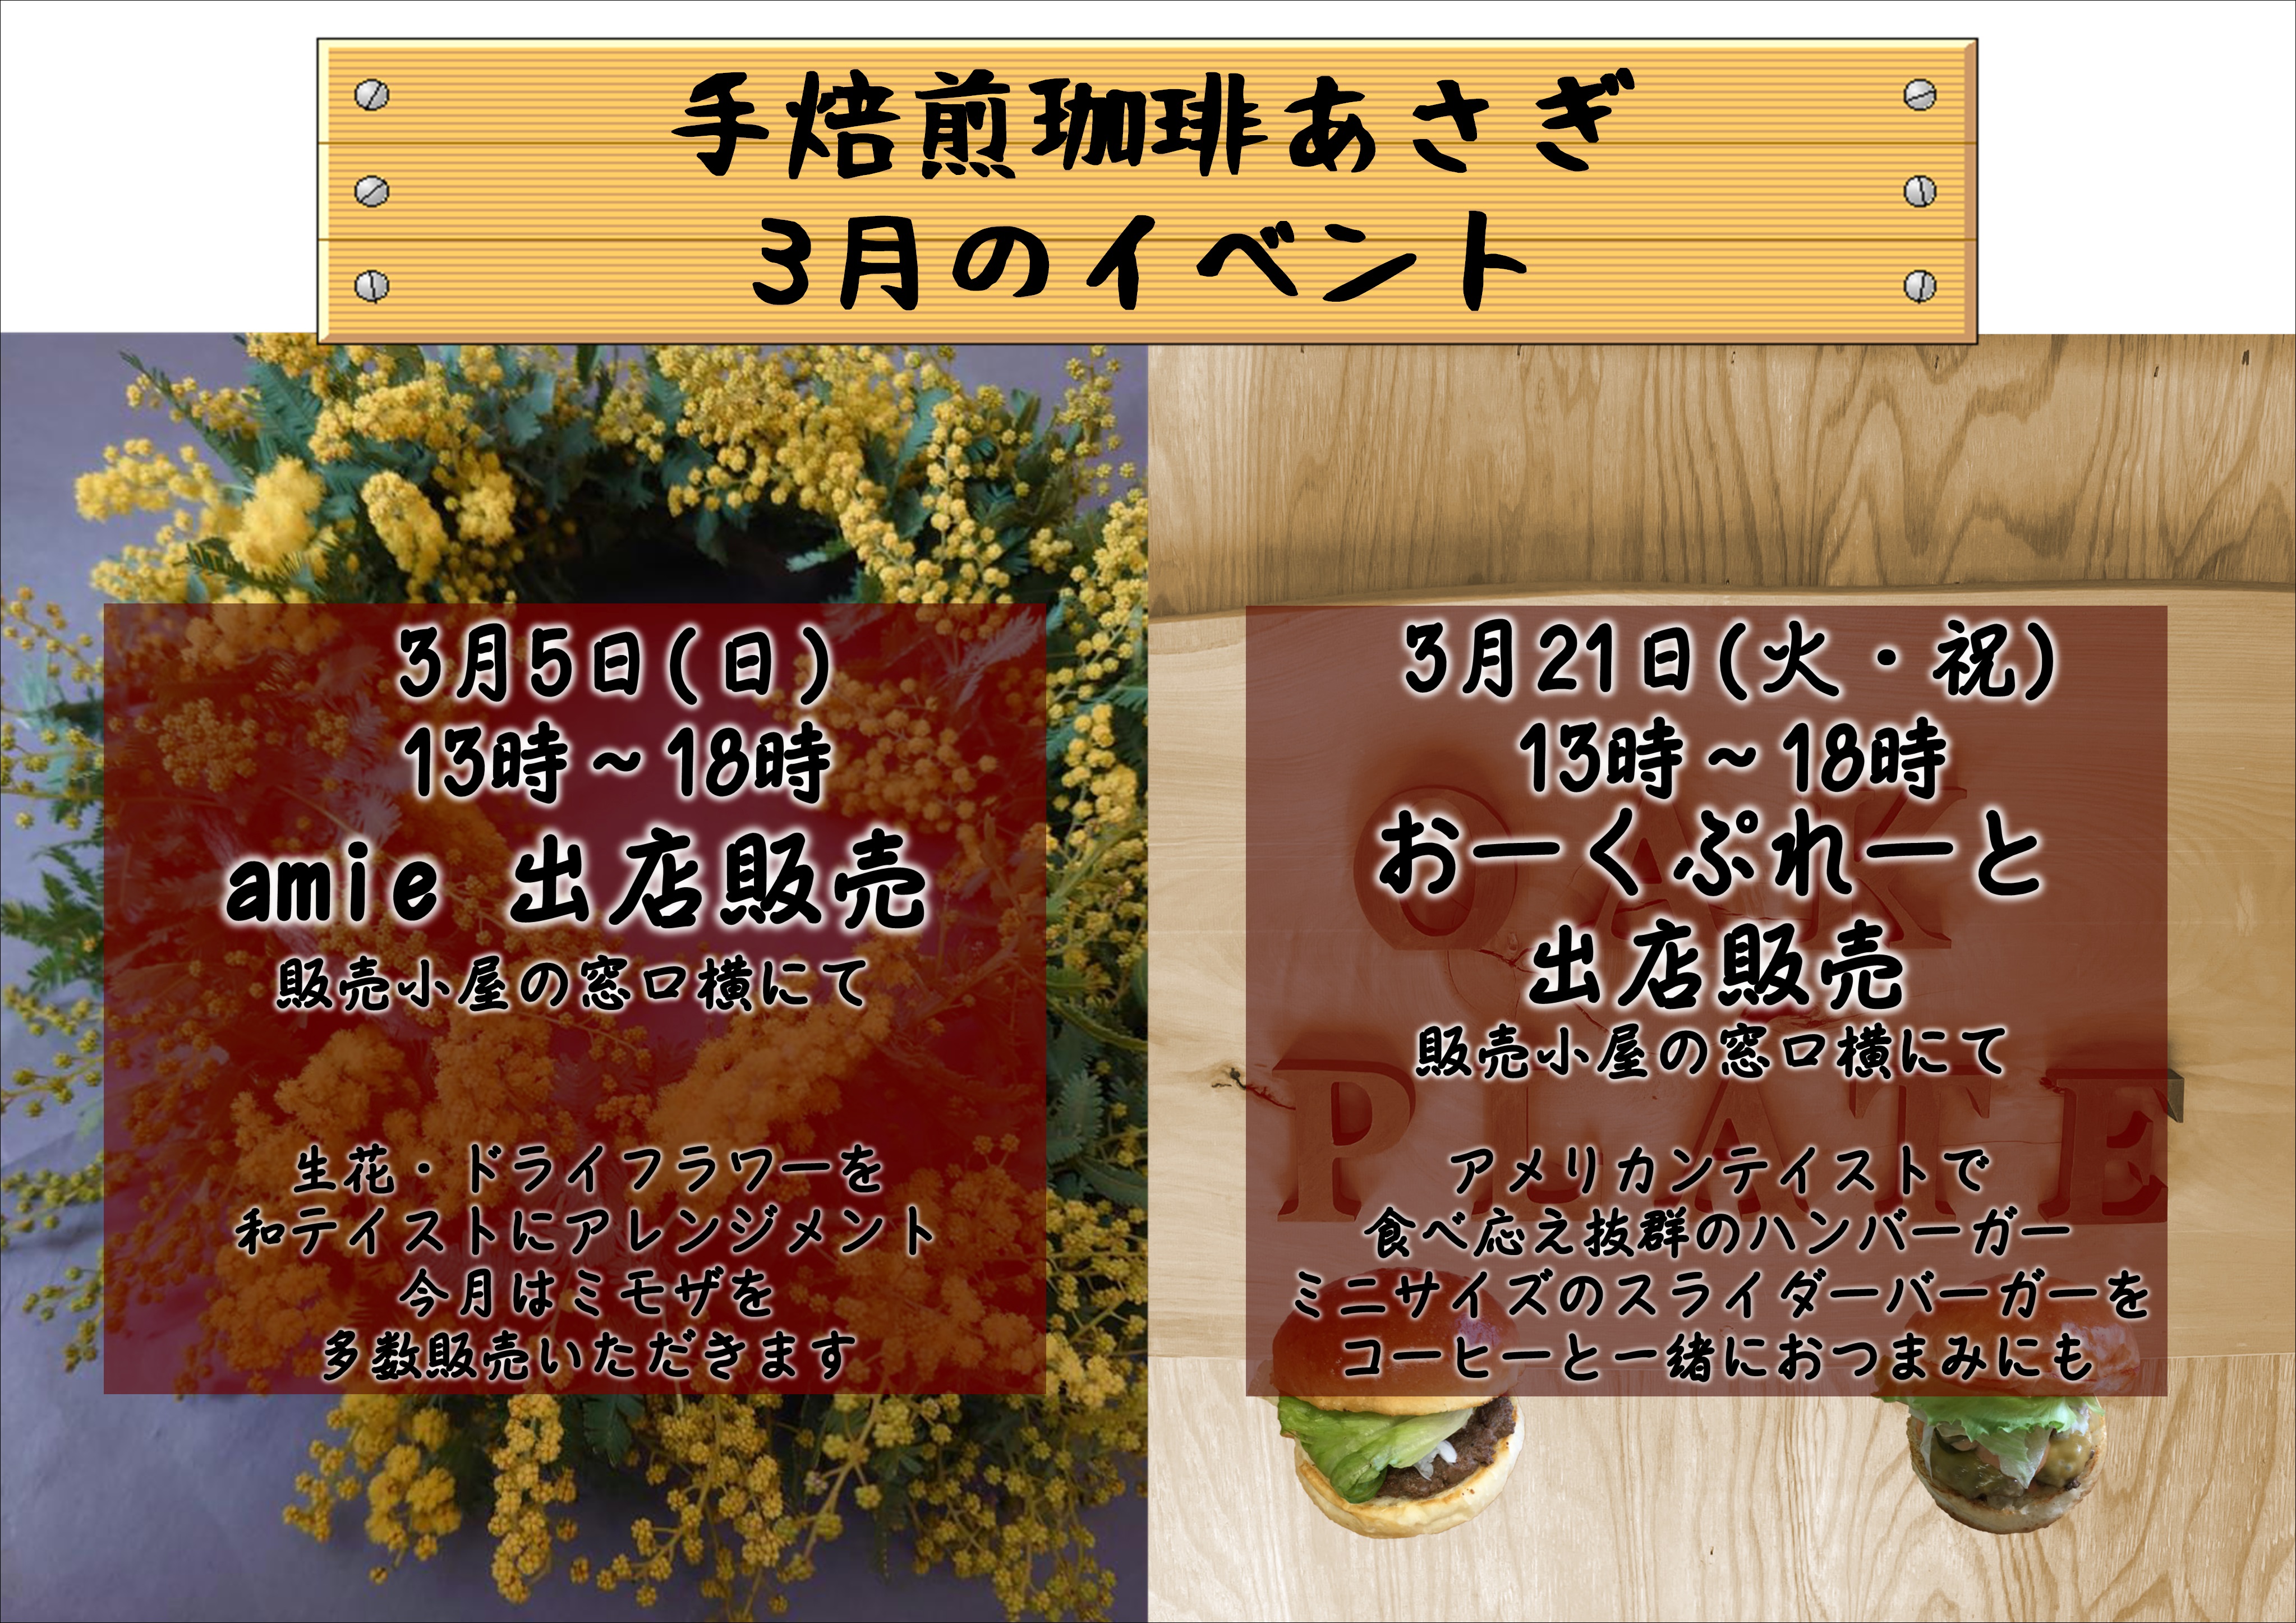 手焙煎珈琲あさぎ
3月のイベント
3月5日(日)
13時～18時
amie 出店販売
販売小屋の窓口横にて
生花・ドライフラワーを
和テイストにアレンジメント
今月はミモザを
多数販売いただきます
3月21日(火・祝)
13時～18時
おーくぷれーと
出店販売
販売小屋の窓口横にて
アメリカンテイストで
食べ応え抜群のハンバーガー
ミニサイズのスライダーバーガーを
コーヒーと一緒におつまみにも
OAK
PLATE